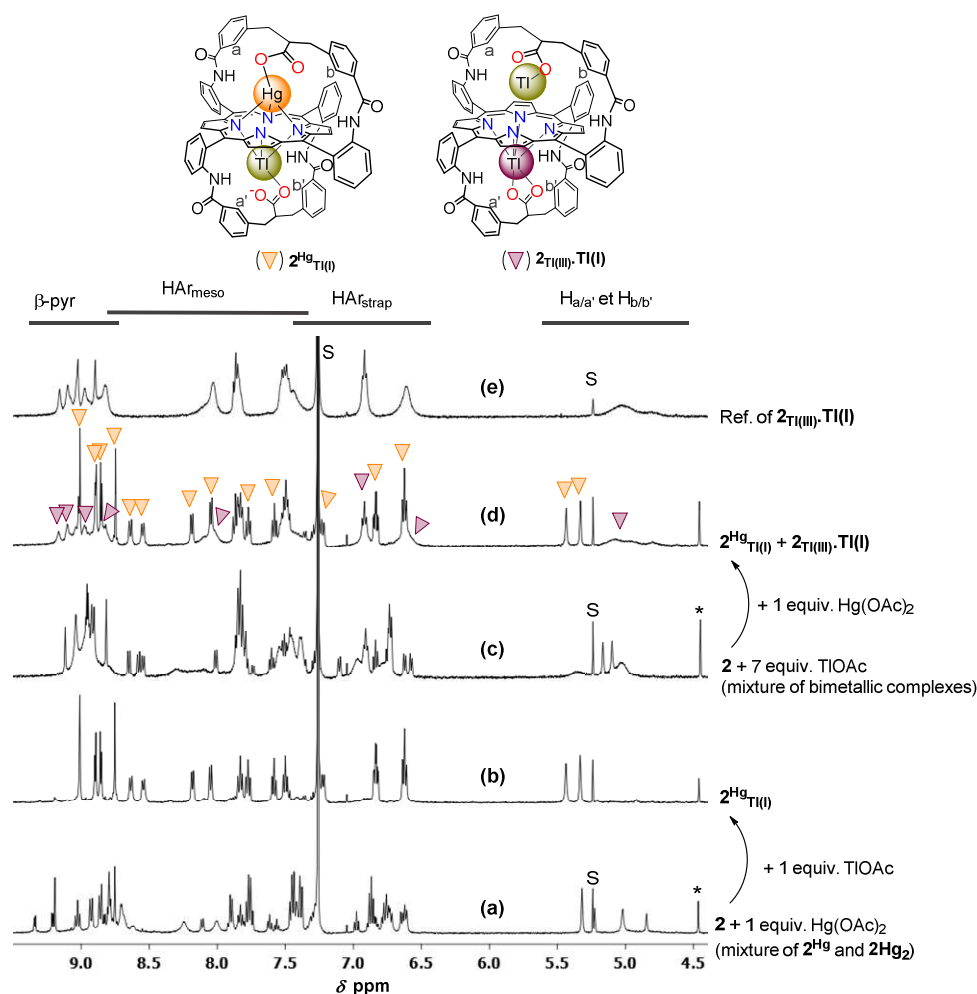 a
O
O
O
b
NH
Hg
O
N
N
N
N
NH
Tl
HN
O
NH
O
-
O
b'
O
a'
O
a
O
O
O
b
NH
Tl
O
N
N
N
N
NH
Tl
HN
O
NH
O
O
b'
O
a'
( ) 2^Hg_Tl(I)
( ) 2_Tl(III).Tl(I)
β-pyr
HAr_meso
HAr_strap
H_a/a' et H_b/b'
S
(e)
S
Ref. of 2_Tl(III).Tl(I)
(d)
2^Hg_Tl(I) + 2_Tl(III).Tl(I)
+ 1 equiv. Hg(OAc)2
(c)
S
*
2 + 7 equiv. TlOAc
(mixture of bimetallic complexes)
(b)
2^Hg_Tl(I)
+ 1 equiv. TlOAc
(a)
S
*
2 + 1 equiv. Hg(OAc)2
(mixture of 2^Hg and 2Hg2)
9.0 8.5 8.0 7.5 7.0 6.5 6.0 5.5 5.0 4.5
δ ppm